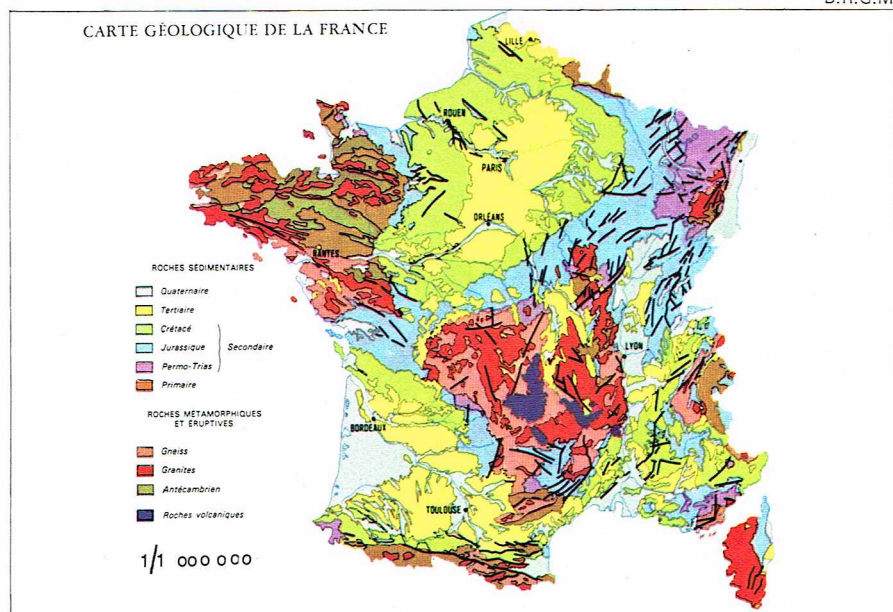 B.R.G.M
CARTE GÉOLOGIQUE DE LA FRANCE
LILLE
ROUEN
PARIS
ORLÉANS
NANTES
ROCHES SÉDIMENTAIRES
Quaternaire
Tertiaire
Crétacé
Jurassique
Secondaire
Permo-Trias
Primaire
LYON
ROCHES MÉTAMORPHIQUES
ET ÉRUPTIVES
BORDEAUX
Gneiss
Granites
Antécambrien
Roches volcaniques
TOULOUSE
1/1 000 000